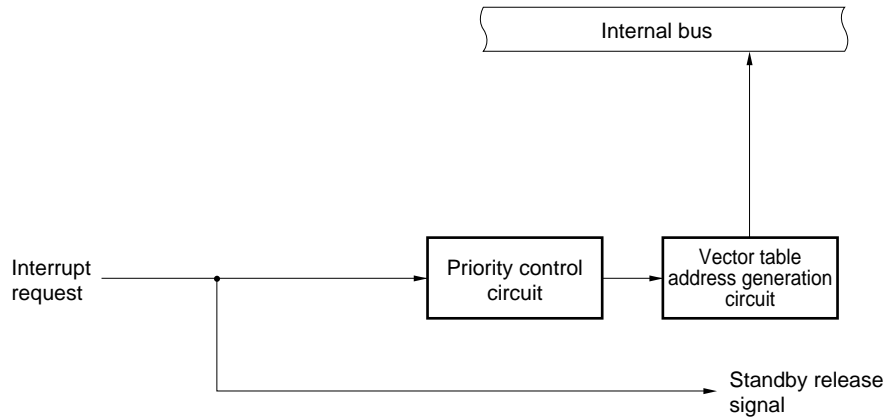 Internal bus
Interrupt
request
Priority control
circuit
Vector table
address generation
circuit
Standby release
signal